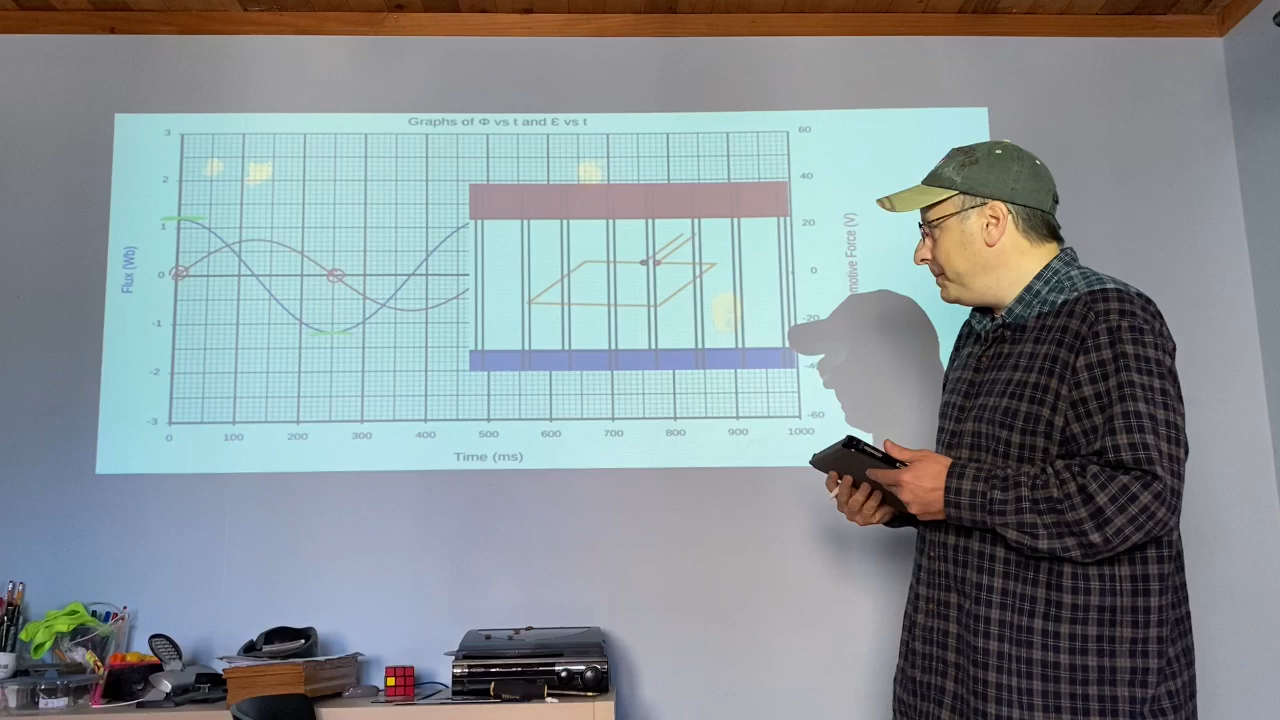 Graphs of Φ vs t and Ɛ vs t
3
2
1
0
-1
-2
-3
60
40
20
0
-20
-60
Flux (Wb)
motive Force (V)
0 100 200 300 400 500 600 700 800 900 1000
Time (ms)